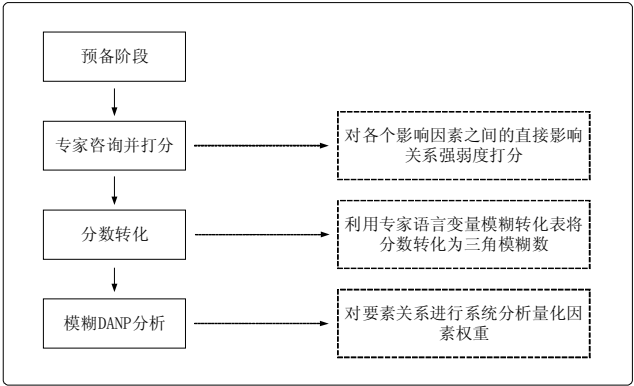 预备阶段
专家咨询并打分
对各个影响因素之间的直接影响
关系强弱度打分
分数转化
利用专家语言变量模糊转化表将
分数转化为三角模糊数
模糊DANP分析
对要素关系进行系统分析量化因
素权重